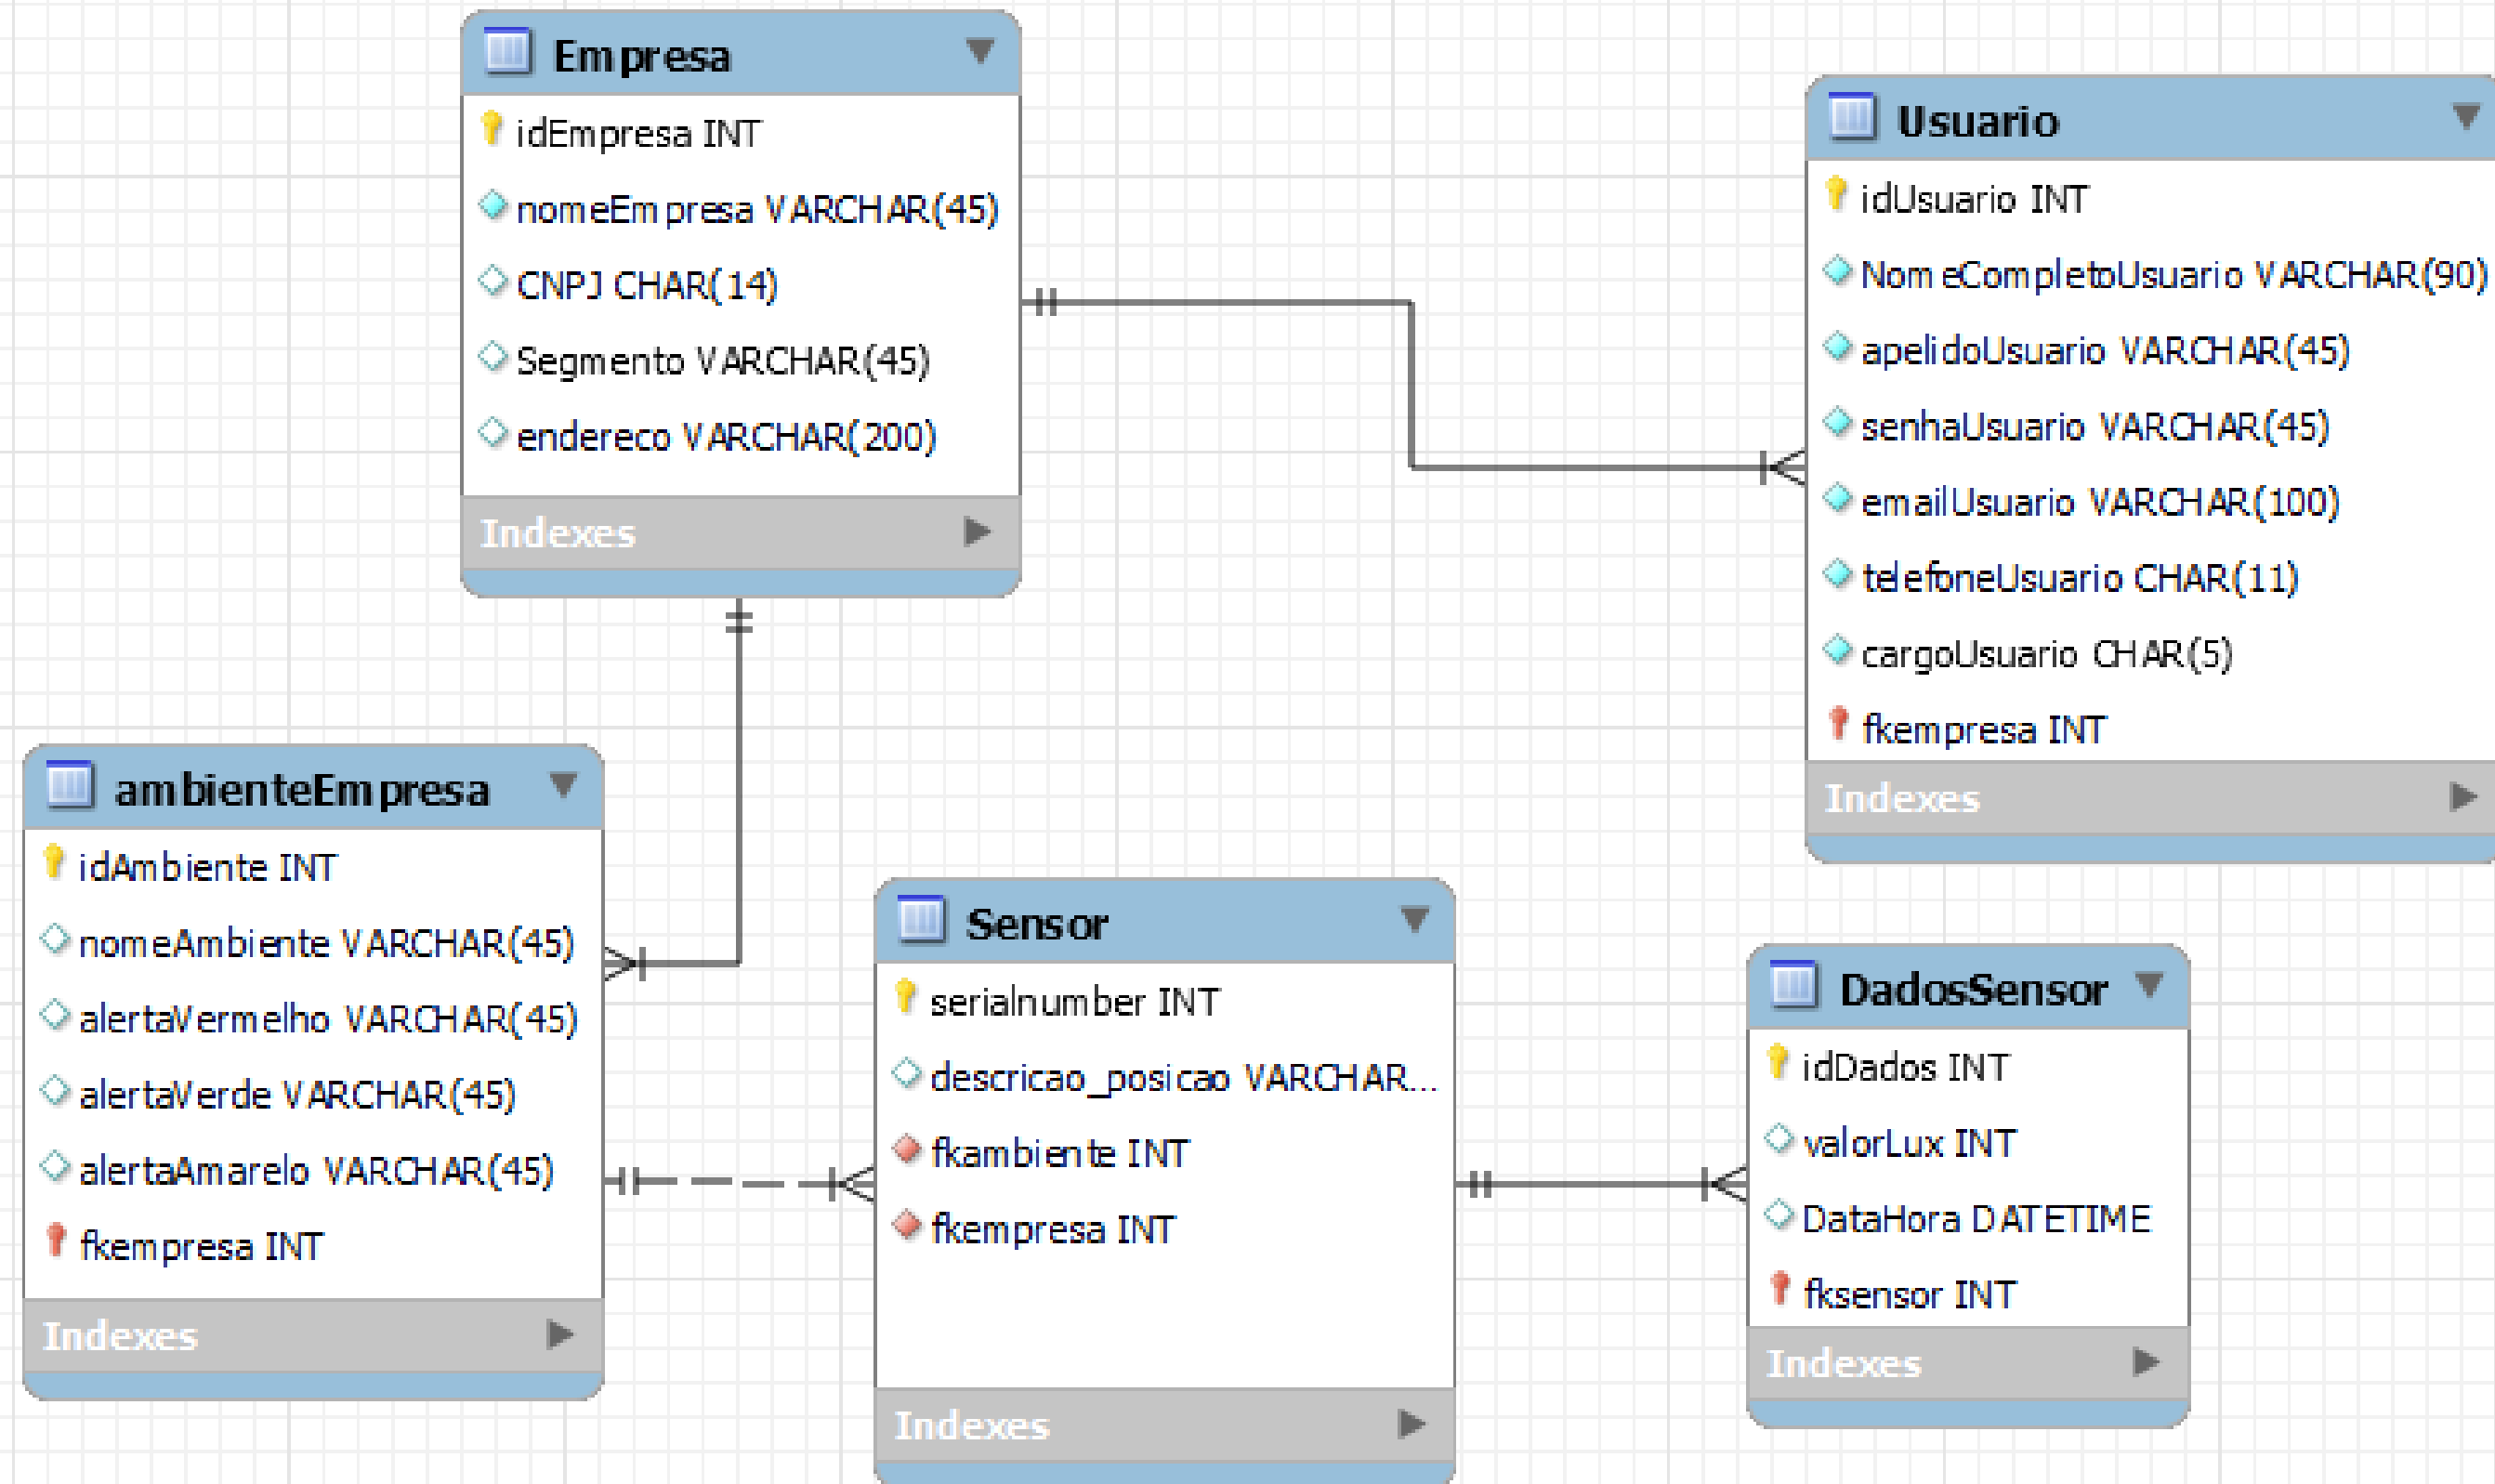 Empresa
idEmpresa INT
nomeEmpresa VARCHAR(45)
CNPJ CHAR(14)
Segmento VARCHAR(45)
endereco VARCHAR(200)
Indexes
Usuario
idUsuario INT
NomeCompletoUsuario VARCHAR(90)
apelidoUsuario VARCHAR(45)
senhaUsuario VARCHAR(45)
emailUsuario VARCHAR(100)
telefoneUsuario CHAR(11)
cargoUsuario CHAR(5)
fkempresa INT
Indexes
ambienteEmpresa
idAmbiente INT
nomeAmbiente VARCHAR(45)
alertaVermelho VARCHAR(45)
alertaVerde VARCHAR(45)
alertaAmarelo VARCHAR(45)
fkempresa INT
Indexes
Sensor
serialnumber INT
descricao_posicao VARCHAR...
fkambiente INT
fkempresa INT
Indexes
DadosSensor
idDados INT
valorLux INT
DataHora DATETIME
fksensor INT
Indexes